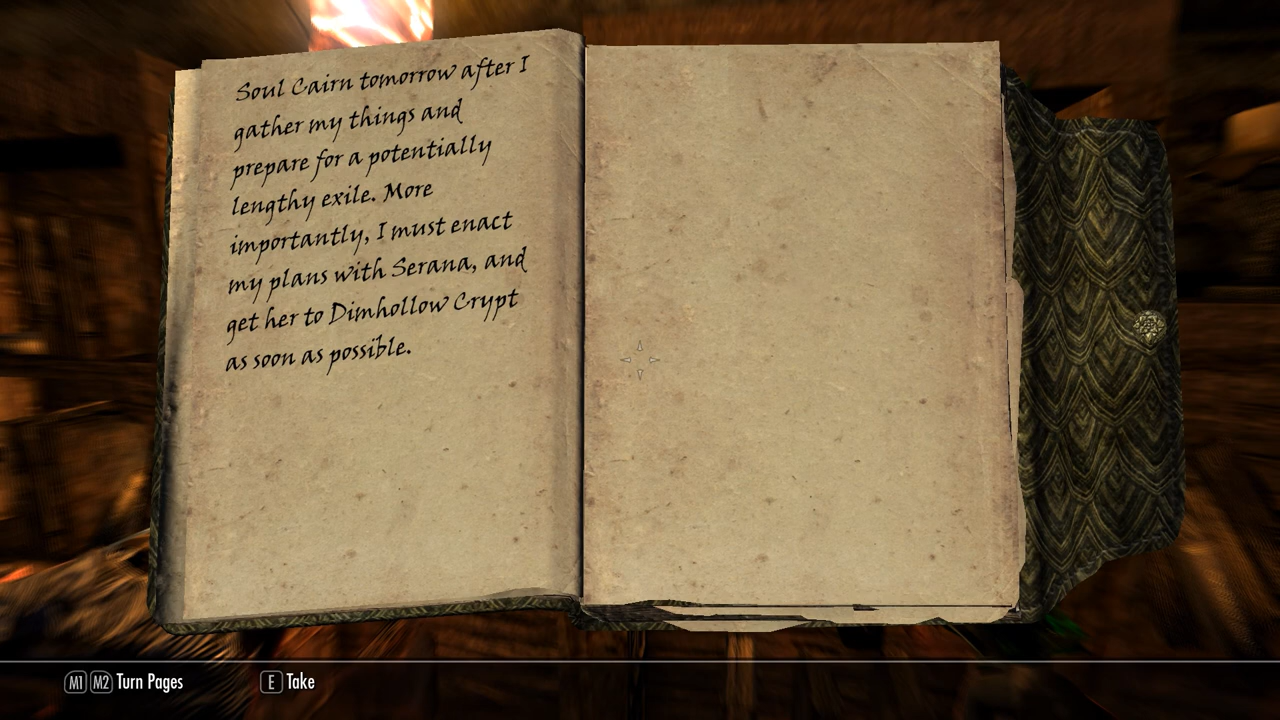 Soul Cairn tomorrow after I
gather my things and
prepare for a potentially
lengthy exile. More
importantly, I must enact
my plans with Serana, and
get her to Dimhollow Crypt
as soon as possible.
M1 M2 Turn Pages E Take